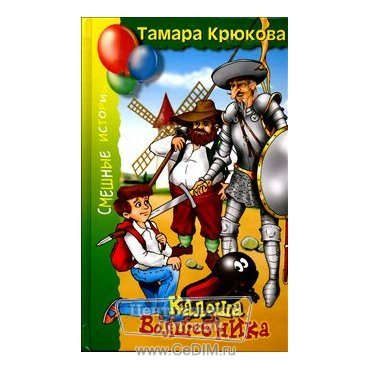 Тамара Крюкова
Смешные истории
Калоша
Волшебника
www.CeDIM.ru